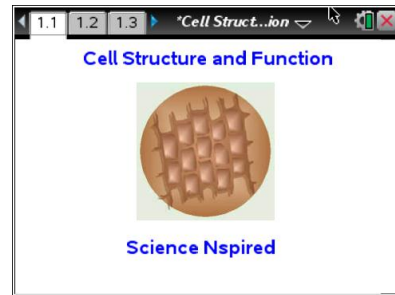 1.1 1.2 1.3 *Cell Struct...ion
Cell Structure and Function
Science Nspired